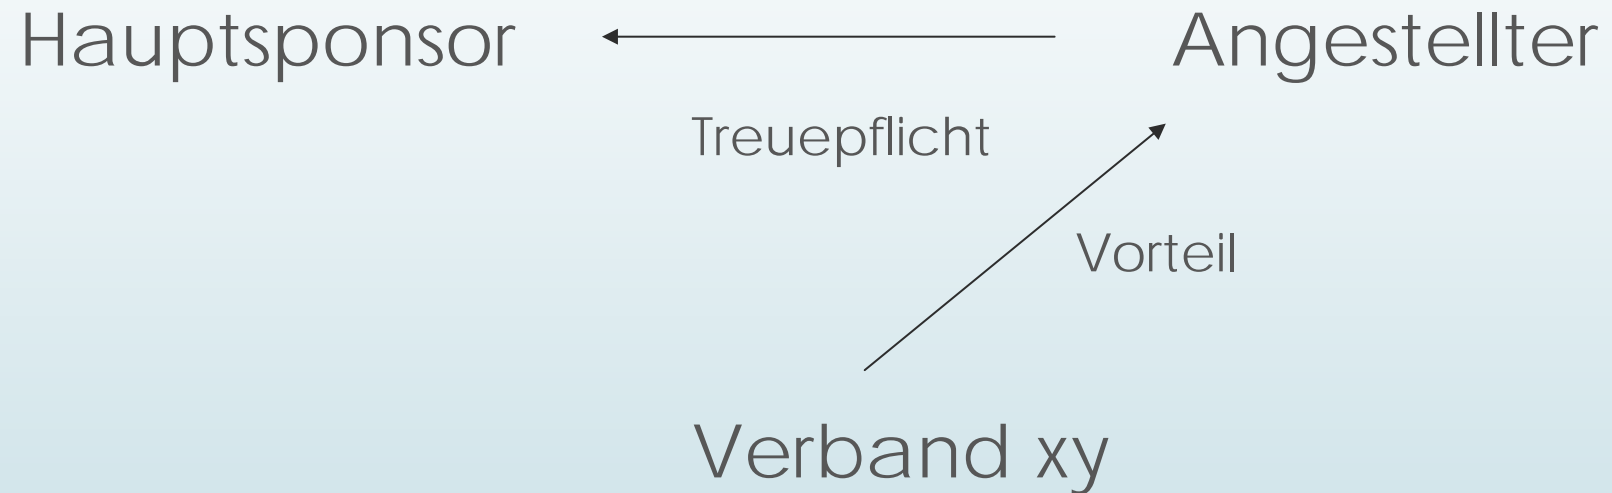 Hauptsponsor
Angestellter
Treuepflicht
Vorteil
Verband xy